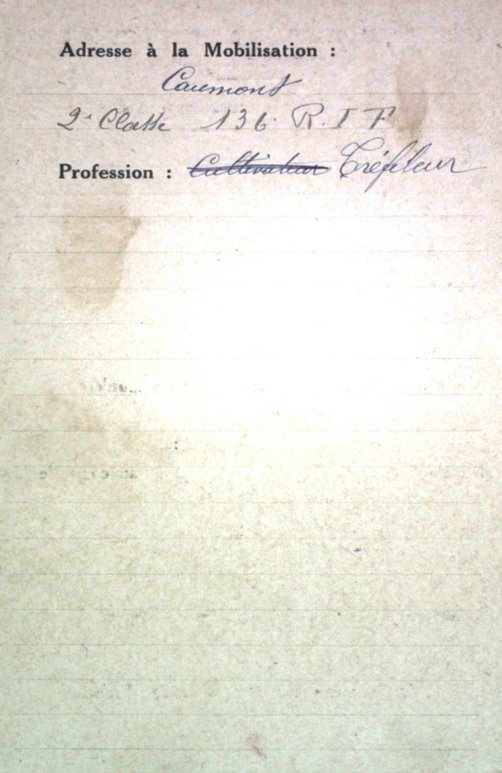 Adresse à la Mobilisation :
Caumont
2e Classe 136 R.I F
Profession : Cultivateur Tréfileur